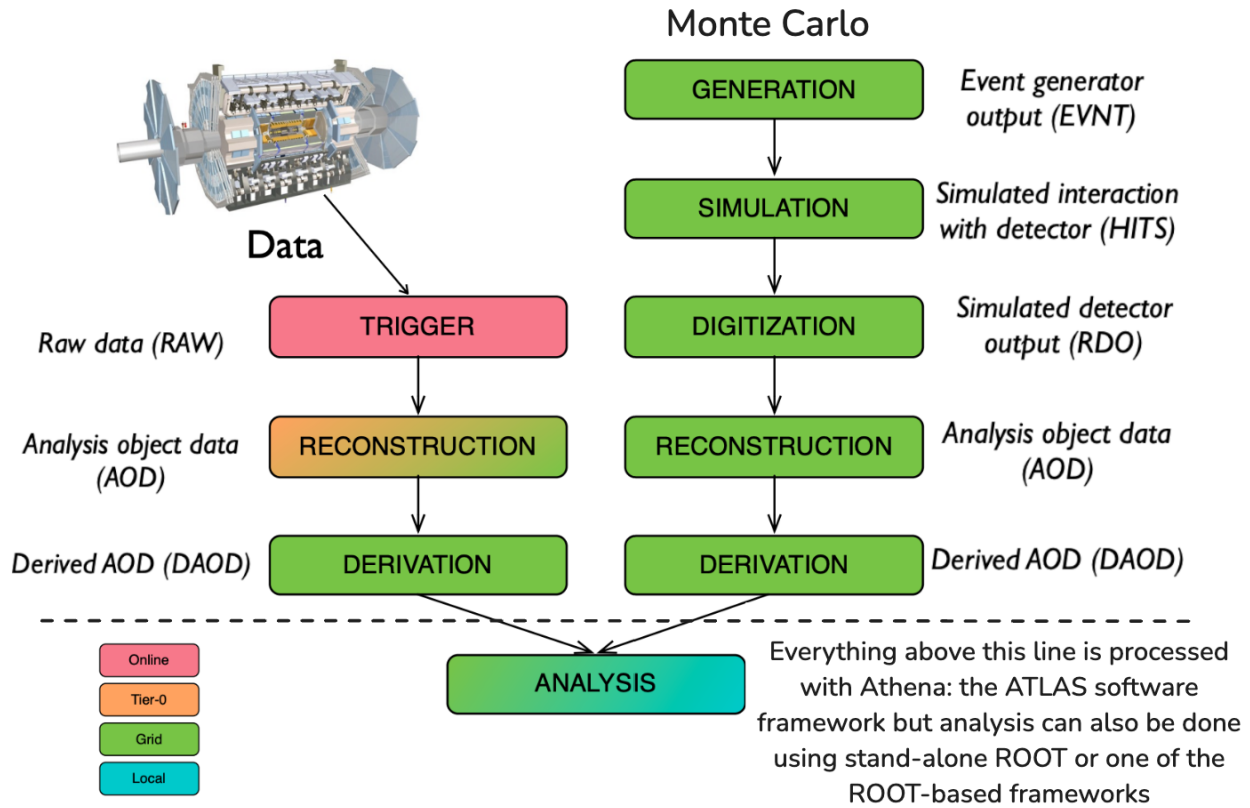 Monte Carlo
GENERATION
Event generator
output (EVNT)
SIMULATION
Simulated interaction
with detector (HITS)
Data
TRIGGER
Raw data (RAW)
DIGITIZATION
Simulated detector
output (RDO)
RECONSTRUCTION
Analysis object data
(AOD)
RECONSTRUCTION
Analysis object data
(AOD)
Derived AOD (DAOD)
DERIVATION
DERIVATION
Derived AOD (DAOD)
Online
Tier-0
Grid
Local
ANALYSIS
Everything above this line is processed
with Athena: the ATLAS software
framework but analysis can also be done
using stand-alone ROOT or one of the
ROOT-based frameworks